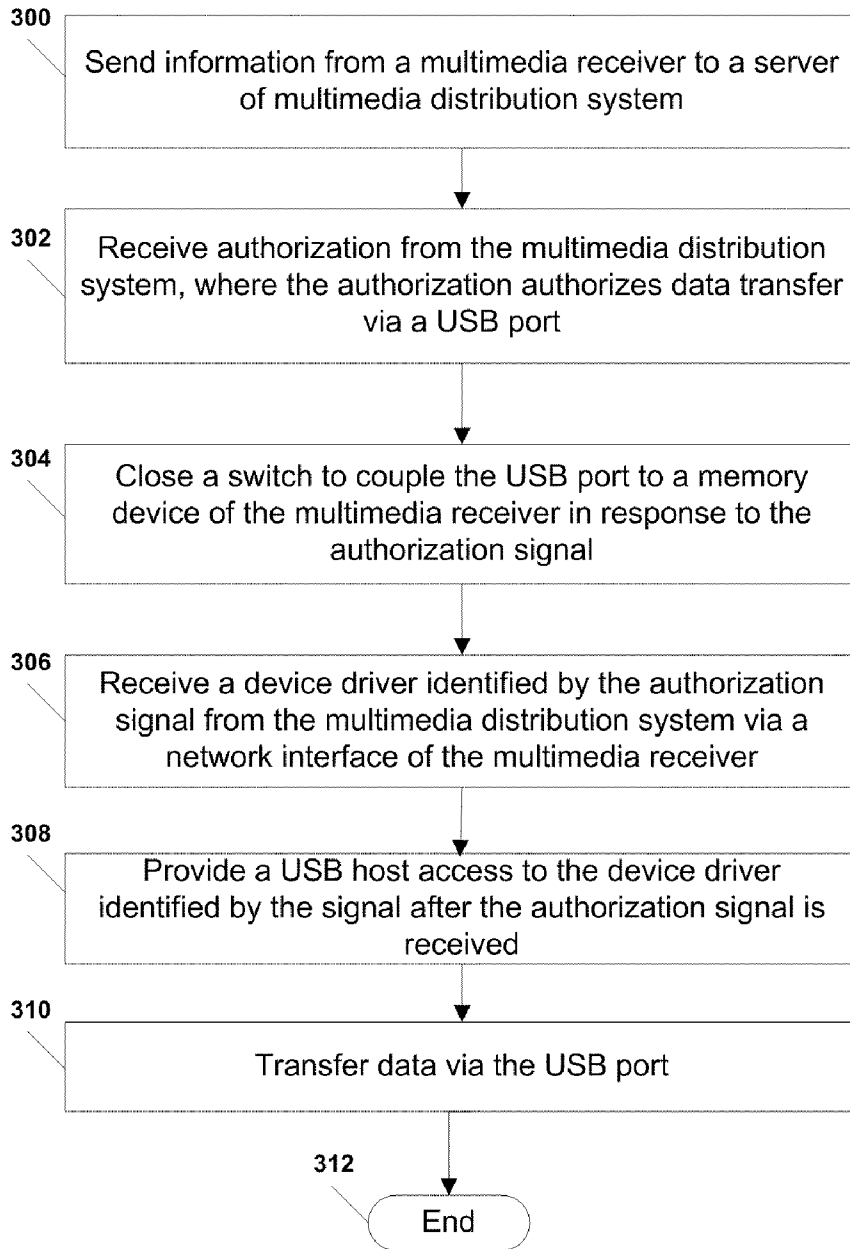 300
Send information from a multimedia receiver to a server
of multimedia distribution system
302
Receive authorization from the multimedia distribution
system, where the authorization authorizes data transfer
via a USB port
304
Close a switch to couple the USB port to a memory
device of the multimedia receiver in response to the
authorization signal
306
Receive a device driver identified by the authorization
signal from the multimedia distribution system via a
network interface of the multimedia receiver
308
Provide a USB host access to the device driver
identified by the signal after the authorization signal is
received
310
Transfer data via the USB port
312
End